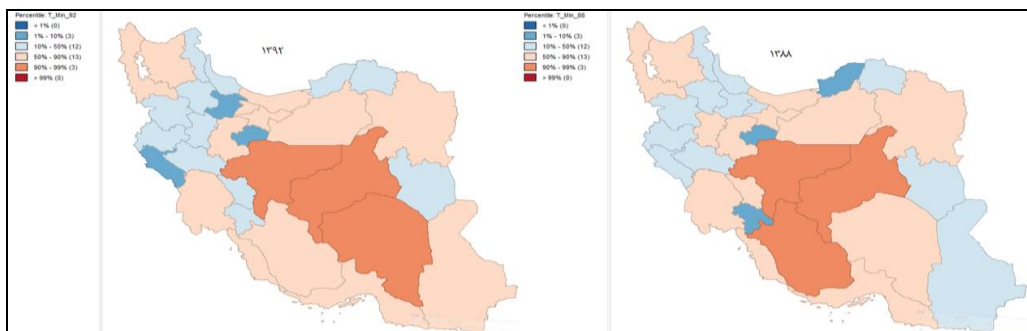 Percentile: T_Min_92
< 1% (0)
1% - 10% (3)
10% - 50% (12)
50% - 90% (13)
90% - 99% (3)
> 99% (0)
۱۳۹۲
Percentile: T_Min_88
< 1% (0)
1% - 10% (3)
10% - 50% (12)
50% - 90% (13)
90% - 99% (3)
> 99% (0)
۱۳۸۸